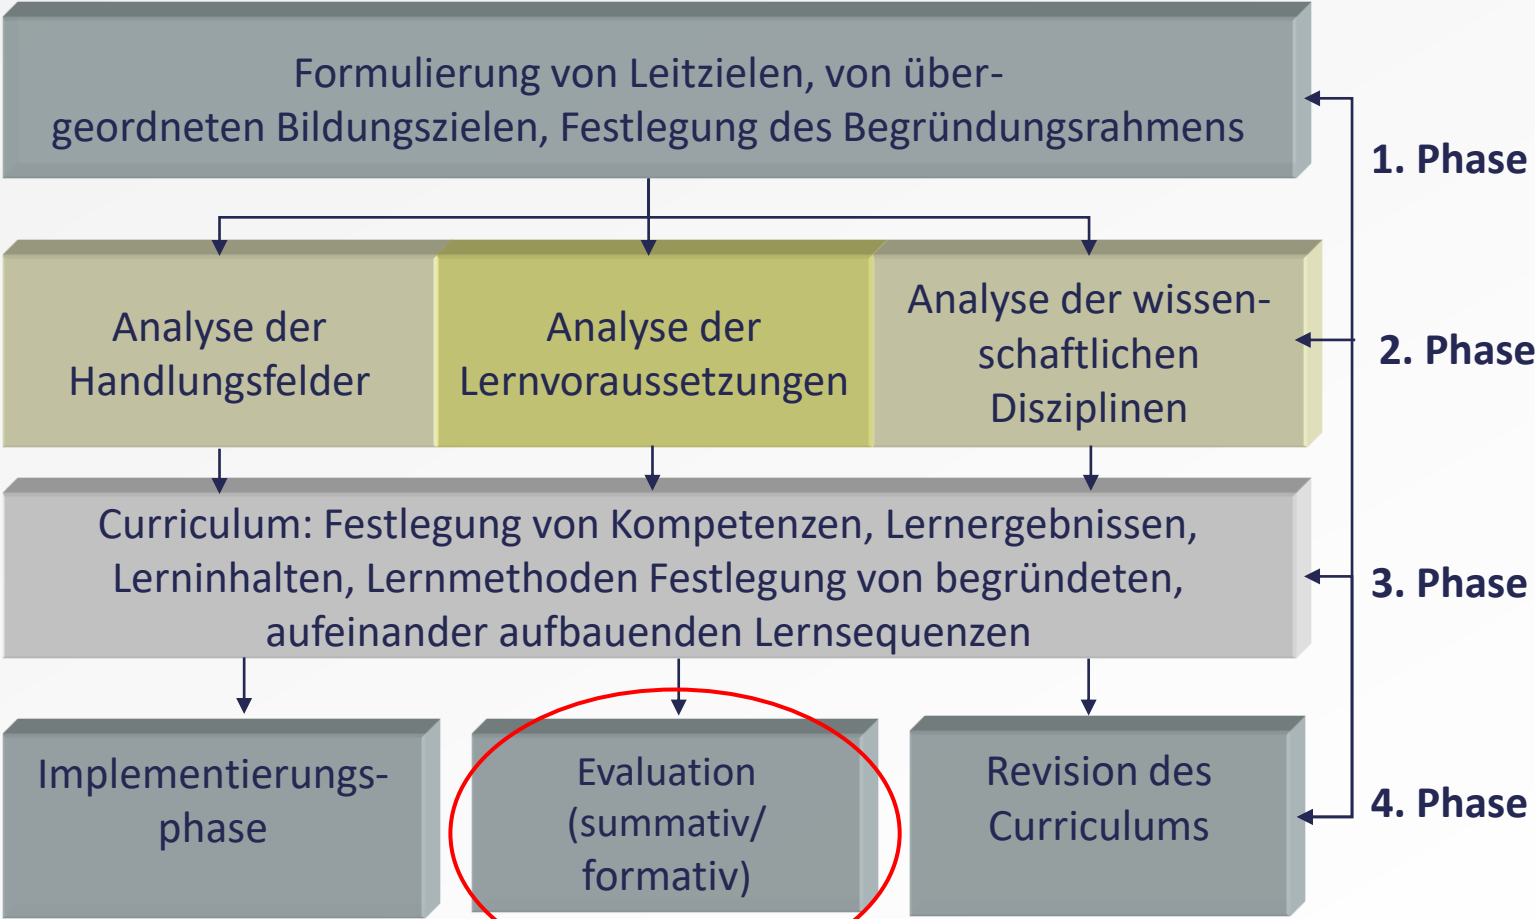 Formulierung von Leitzielen, von über-
geordneten Bildungszielen, Festlegung des Begründungsrahmens
1. Phase
Analyse der
Handlungsfelder
Analyse der
Lernvoraussetzungen
Analyse der wissen-
schaftlichen
Disziplinen
2. Phase
Curriculum: Festlegung von Kompetenzen, Lernergebnissen,
Lerninhalten, Lernmethoden Festlegung von begründeten,
aufeinander aufbauenden Lernsequenzen
3. Phase
Implementierungs-
phase
Evaluation
(summativ/
formativ)
Revision des
Curriculums
4. Phase